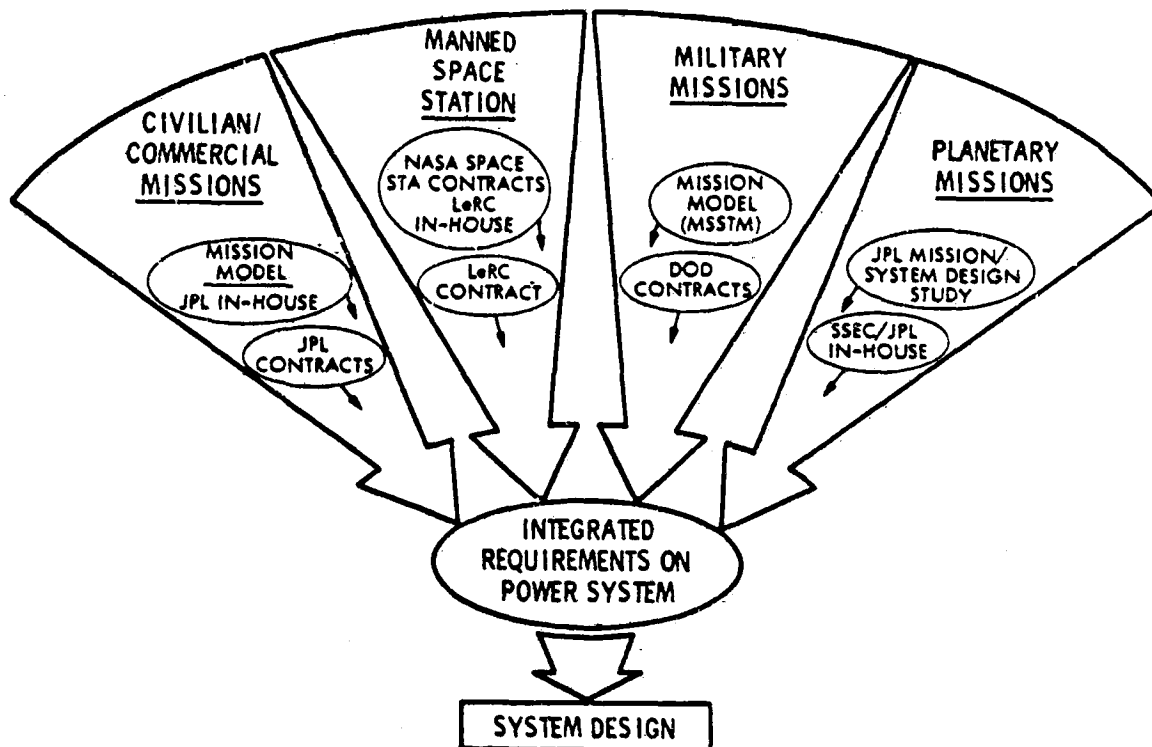 CIVILIAN/
COMMERCIAL
MISSIONS
MISSION
MODEL
JPL IN-HOUSE
JPL
CONTRACTS
MANNED
SPACE
STATION
NASA SPACE
STA CONTRACTS
LeRC
IN-HOUSE
LeRC
CONTRACT
MILITARY
MISSIONS
MISSION
MODEL
(MSSTM)
DOD
CONTRACTS
PLANETARY
MISSIONS
JPL MISSION/
SYSTEM DESIGN
STUDY
SSEC/JPL
IN-HOUSE
INTEGRATED
REQUIREMENTS ON
POWER SYSTEM
SYSTEM DESIGN